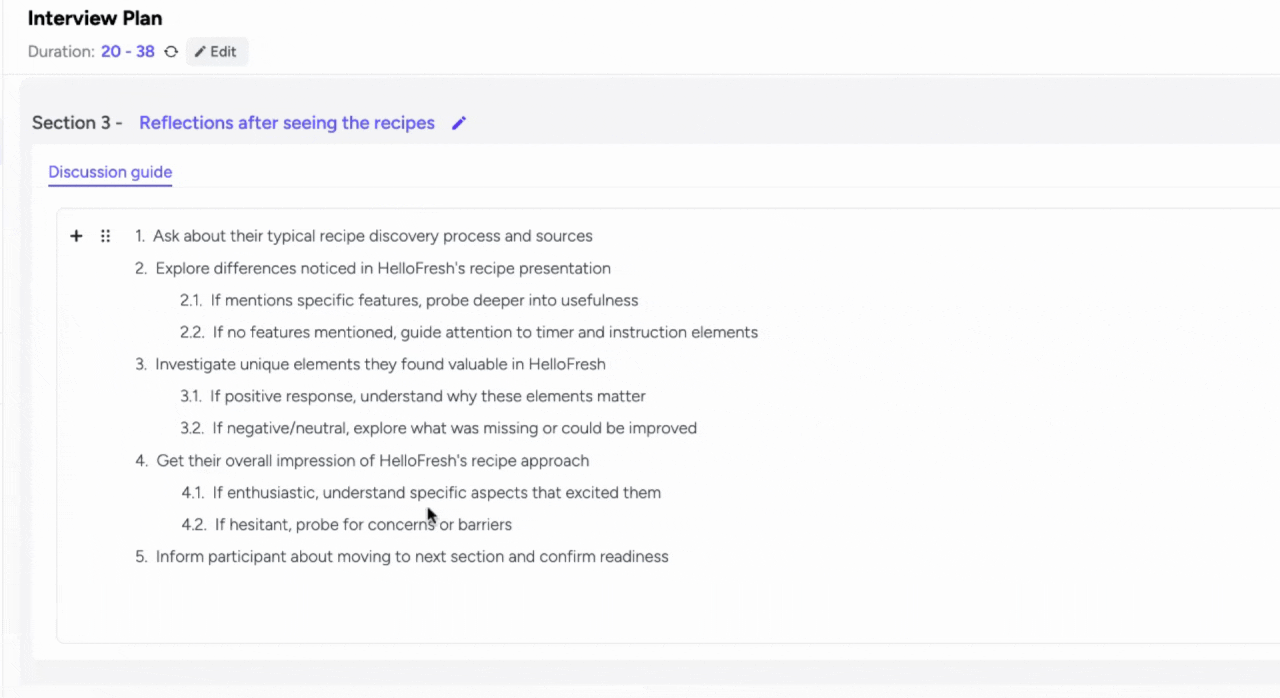 Interview Plan
Duration: 20 - 38 Edit
Section 3 - Reflections after seeing the recipes
Discussion guide
1. Ask about their typical recipe discovery process and sources
2. Explore differences noticed in HelloFresh's recipe presentation
2.1. If mentions specific features, probe deeper into usefulness
2.2. If no features mentioned, guide attention to timer and instruction elements
3. Investigate unique elements they found valuable in HelloFresh
3.1. If positive response, understand why these elements matter
3.2. If negative/neutral, explore what was missing or could be improved
4. Get their overall impression of HelloFresh's recipe approach
4.1. If enthusiastic, understand specific aspects that excited them
4.2. If hesitant, probe for concerns or barriers
5. Inform participant about moving to next section and confirm readiness